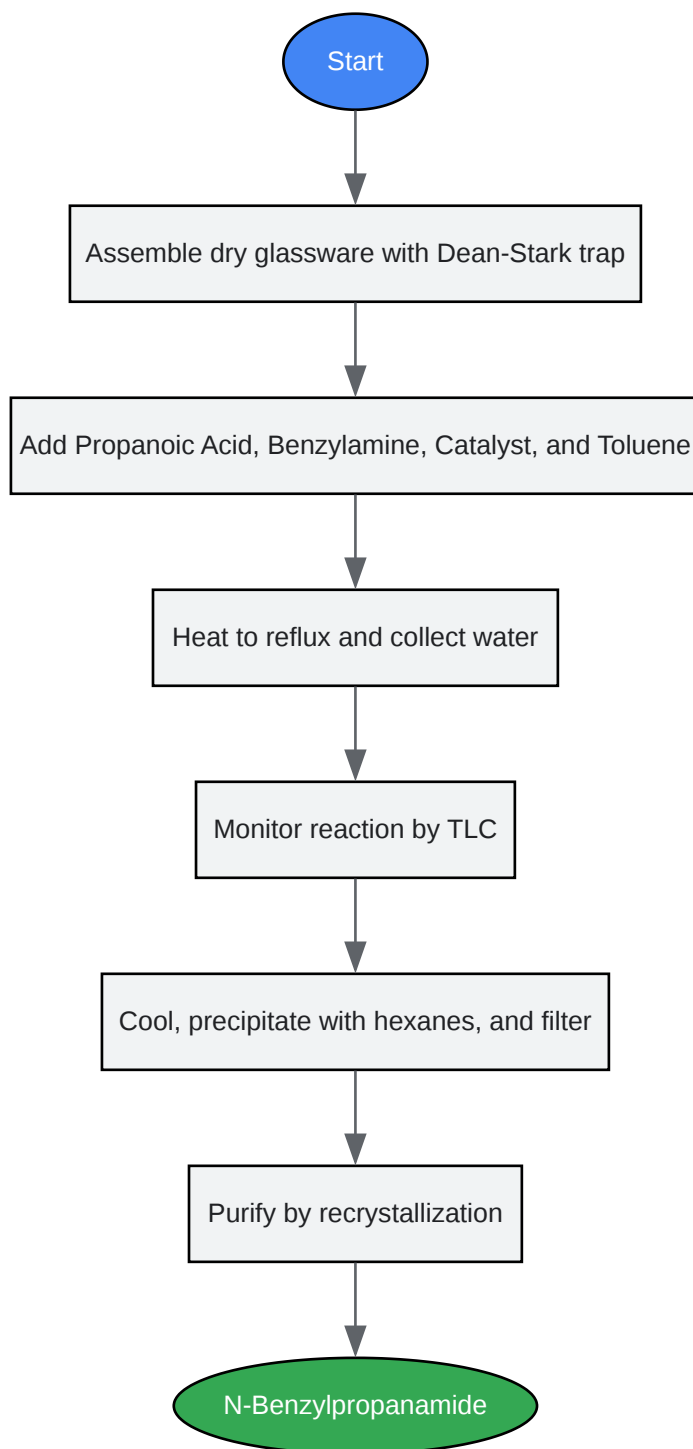 Start
Assemble dry glassware with Dean-Stark trap
Add Propanoic Acid, Benzylamine, Catalyst, and Toluene
Heat to reflux and collect water
Monitor reaction by TLC
Cool, precipitate with hexanes, and filter
Purify by recrystallization
N-Benzylpropanamide